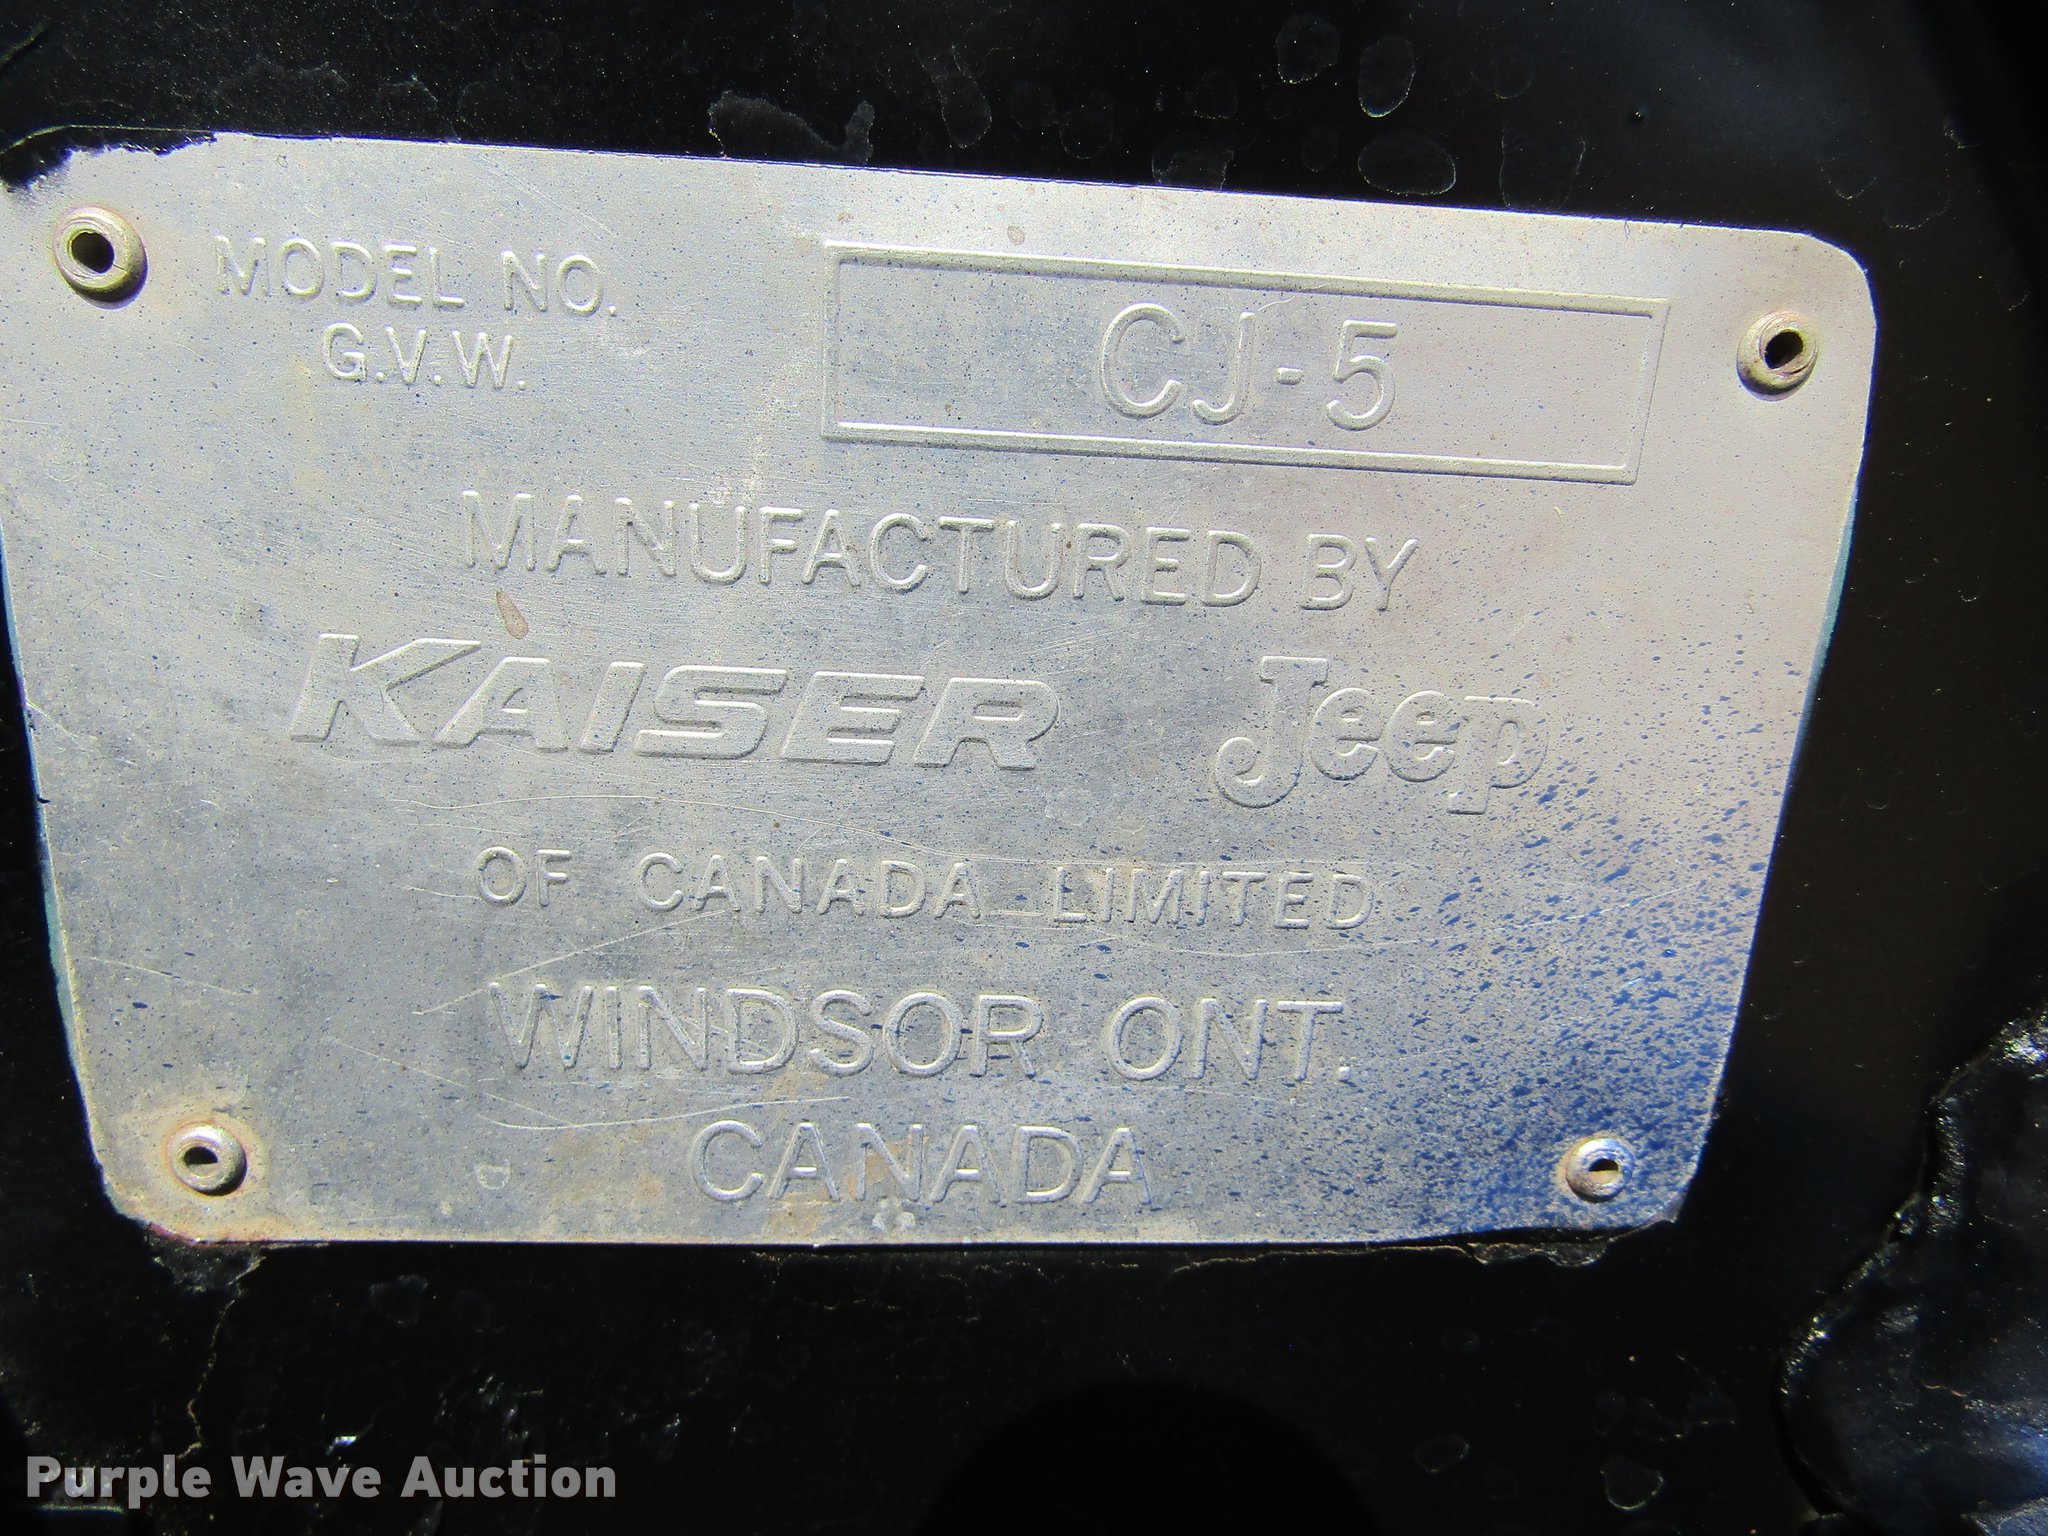 MODEL NO. CJ-5
G.V.W.
MANUFACTURED BY
KAISER Jeep
OF CANADA LIMITED
WINDSOR ONT.
CANADA
Purple Wave Auction